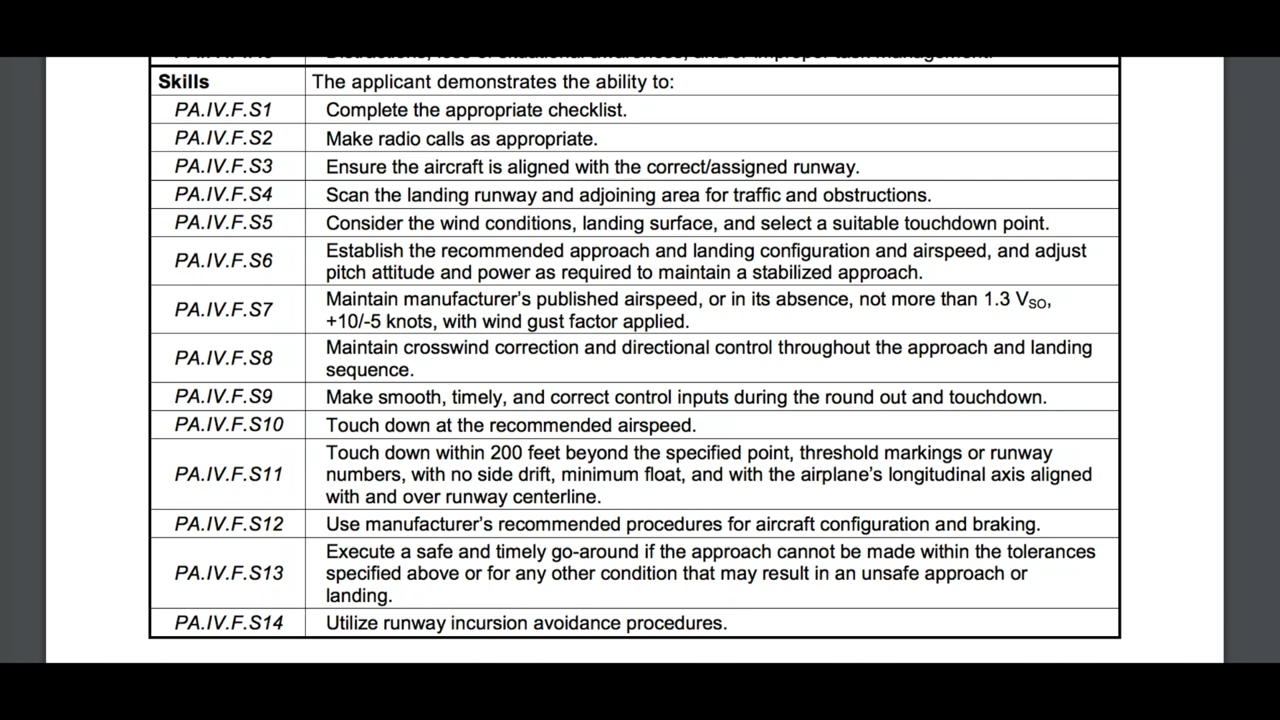 Skills The applicant demonstrates the ability to:
PA.IV.F.S1 Complete the appropriate checklist.
PA.IV.F.S2 Make radio calls as appropriate.
PA.IV.F.S3 Ensure the aircraft is aligned with the correct/assigned runway.
PA.IV.F.S4 Scan the landing runway and adjoining area for traffic and obstructions.
PA.IV.F.S5 Consider the wind conditions, landing surface, and select a suitable touchdown point.
PA.IV.F.S6 Establish the recommended approach and landing configuration and airspeed, and adjust
pitch attitude and power as required to maintain a stabilized approach.
PA.IV.F.S7 Maintain manufacturer's published airspeed, or in its absence, not more than 1.3 VSO,
+10/-5 knots, with wind gust factor applied.
PA.IV.F.S8 Maintain crosswind correction and directional control throughout the approach and landing
sequence.
PA.IV.F.S9 Make smooth, timely, and correct control inputs during the round out and touchdown.
PA.IV.F.S10 Touch down at the recommended airspeed.
PA.IV.F.S11 Touch down within 200 feet beyond the specified point, threshold markings or runway
numbers, with no side drift, minimum float, and with the airplane's longitudinal axis aligned
with and over runway centerline.
PA.IV.F.S12 Use manufacturer's recommended procedures for aircraft configuration and braking.
PA.IV.F.S13 Execute a safe and timely go-around if the approach cannot be made within the tolerances
specified above or for any other condition that may result in an unsafe approach or
landing.
PA.IV.F.S14 Utilize runway incursion avoidance procedures.